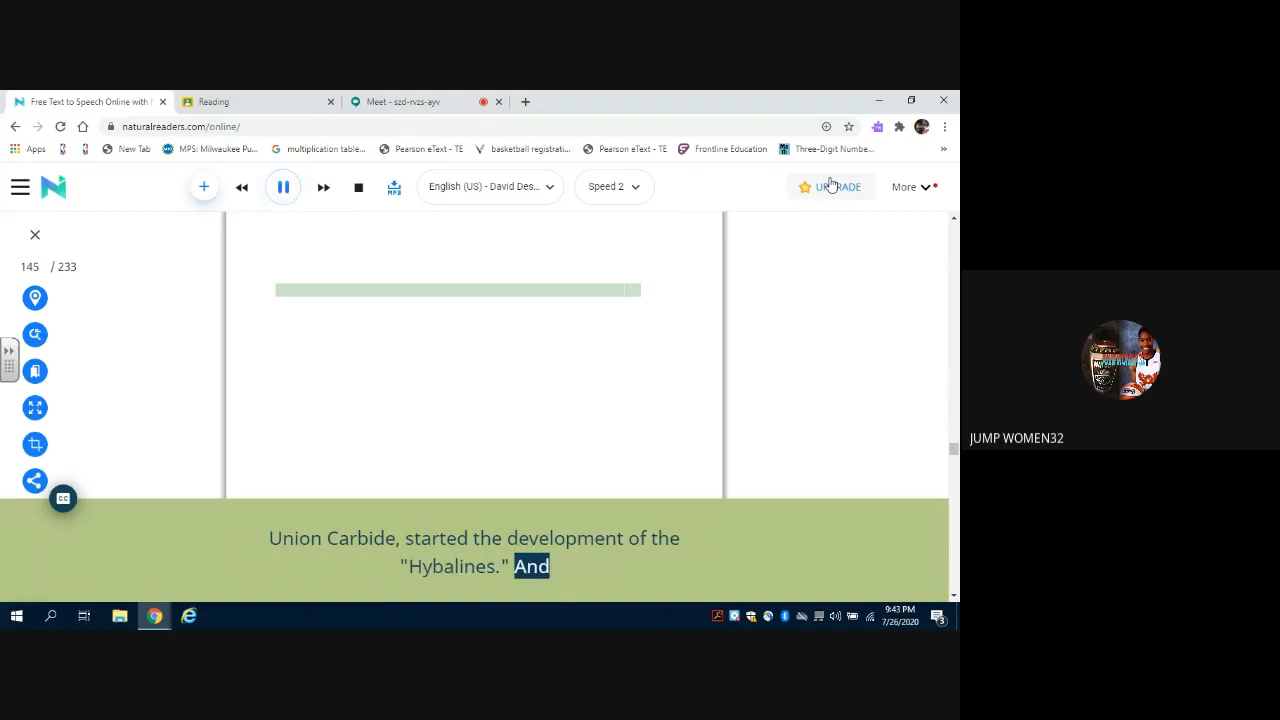 Free Text to Speech Online with
Reading
Meet - szd-rvzs-ayv
naturalreaders.com/online/
Apps
New Tab
MPS: Milwaukee Pu...
multiplication table...
Pearson eText - TE
basketball registrati...
Pearson eText - TE
Frontline Education
Three-Digit Numbe...
»
MP3
English (US) - David Des...
Speed 2
UPGRADE
More
145 / 233
CC
Union Carbide, started the development of the
"Hybalines." And
JUMP WOMEN32
9:43 PM
7/26/2020
3